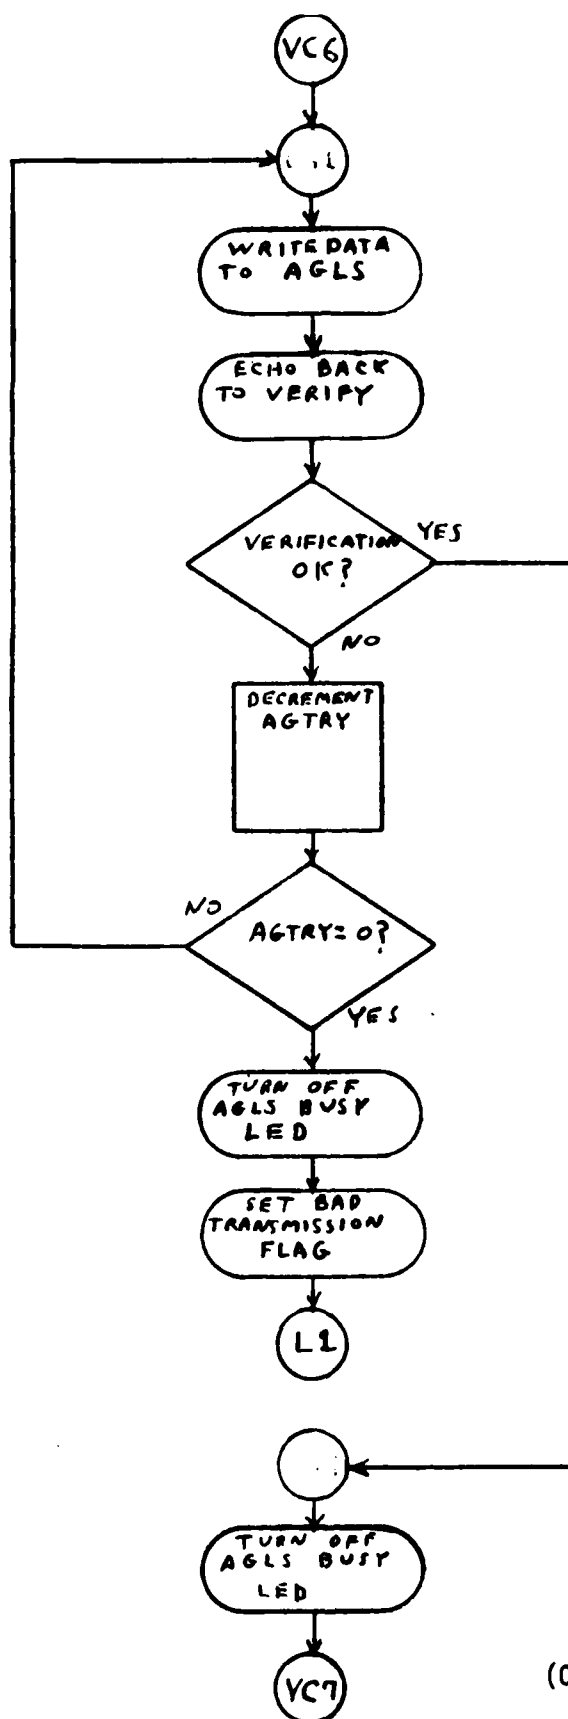 VC6
WRITE DATA
TO AGLS
ECHO BACK
TO VERIFY
VERIFICATION
OK?
YES
NO
DECREMENT
AGTRY
NO
AGTRY= 0?
YES
TURN OFF
AGLS BUSY
LED
SET BAD
TRANSMISSION
FLAG
L1
TURN OFF
AGLS BUSY
LED
VC7